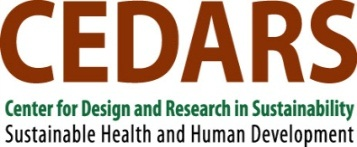 CEDARS
Center for Design and Research in Sustainability
Sustainable Health and Human Development